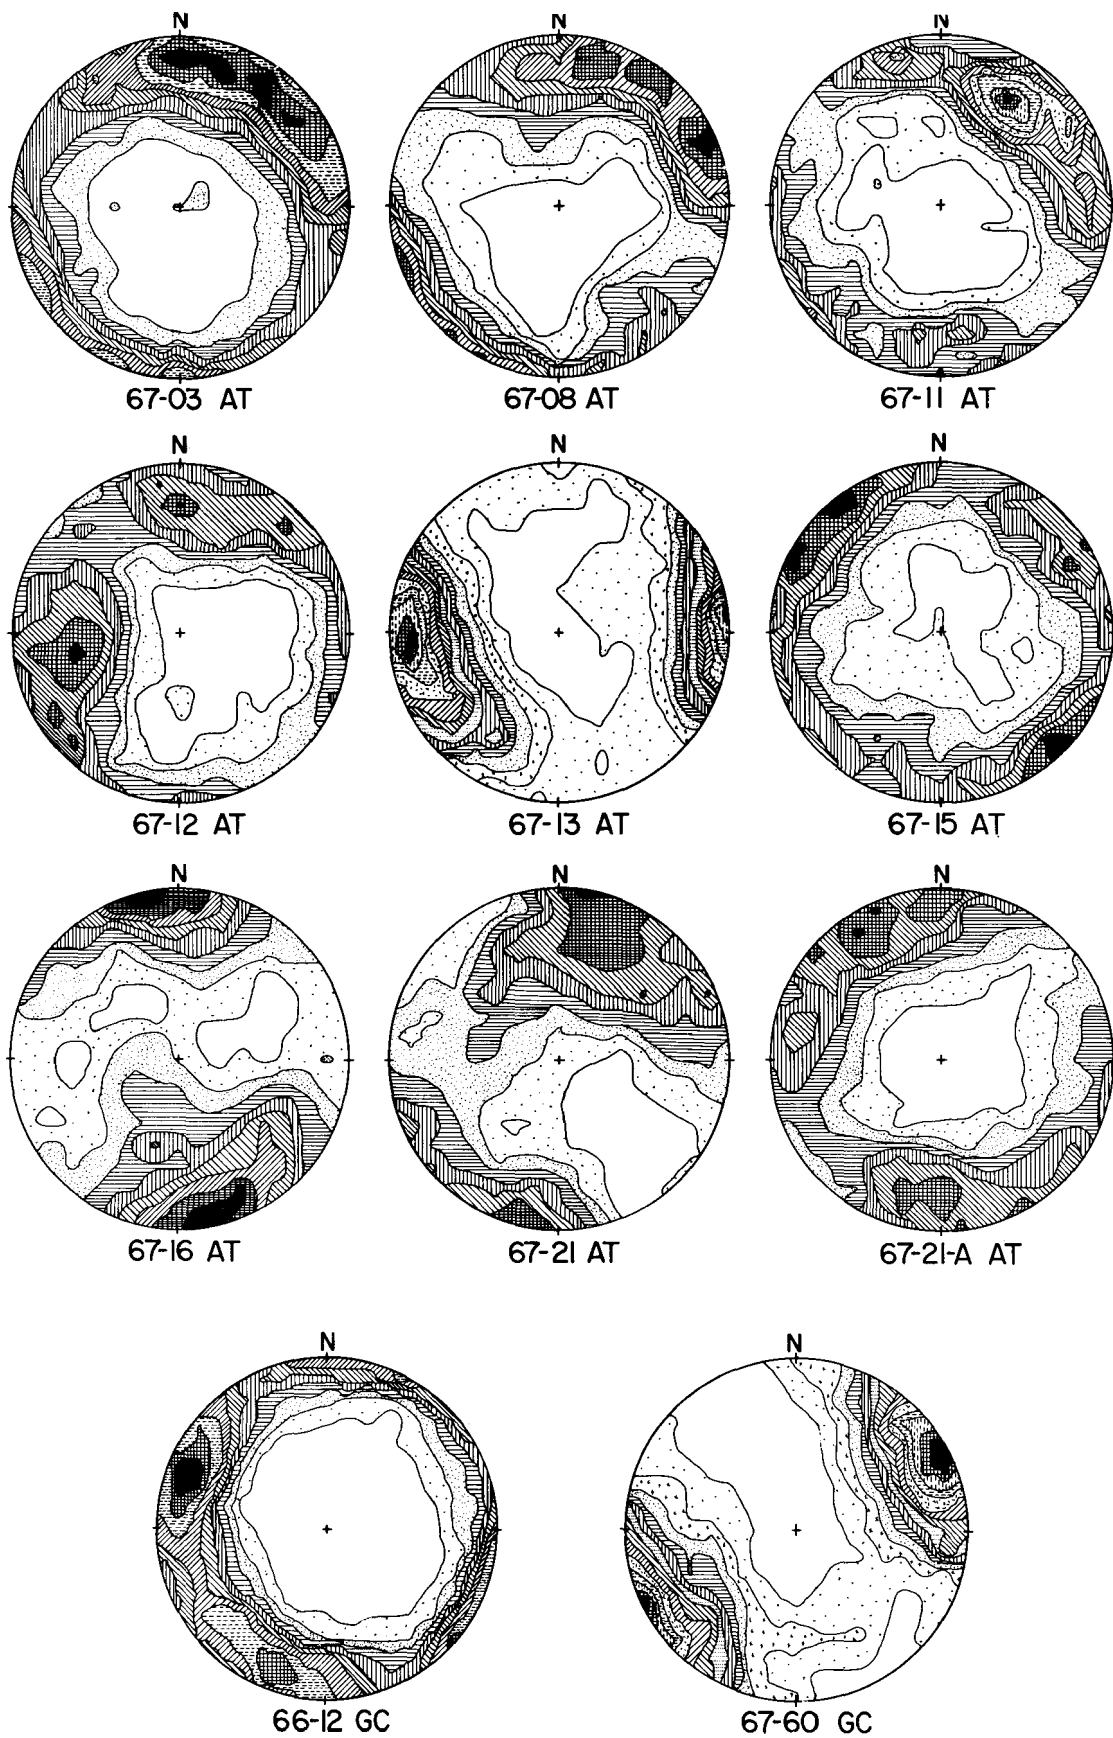 N N N
67-03 AT 67-08 AT 67-11 AT
N N N
67-12 AT 67-13 AT 67-15 AT
N N N
67-16 AT 67-21 AT 67-21-A AT
N N
66-12 GC 67-60 GC